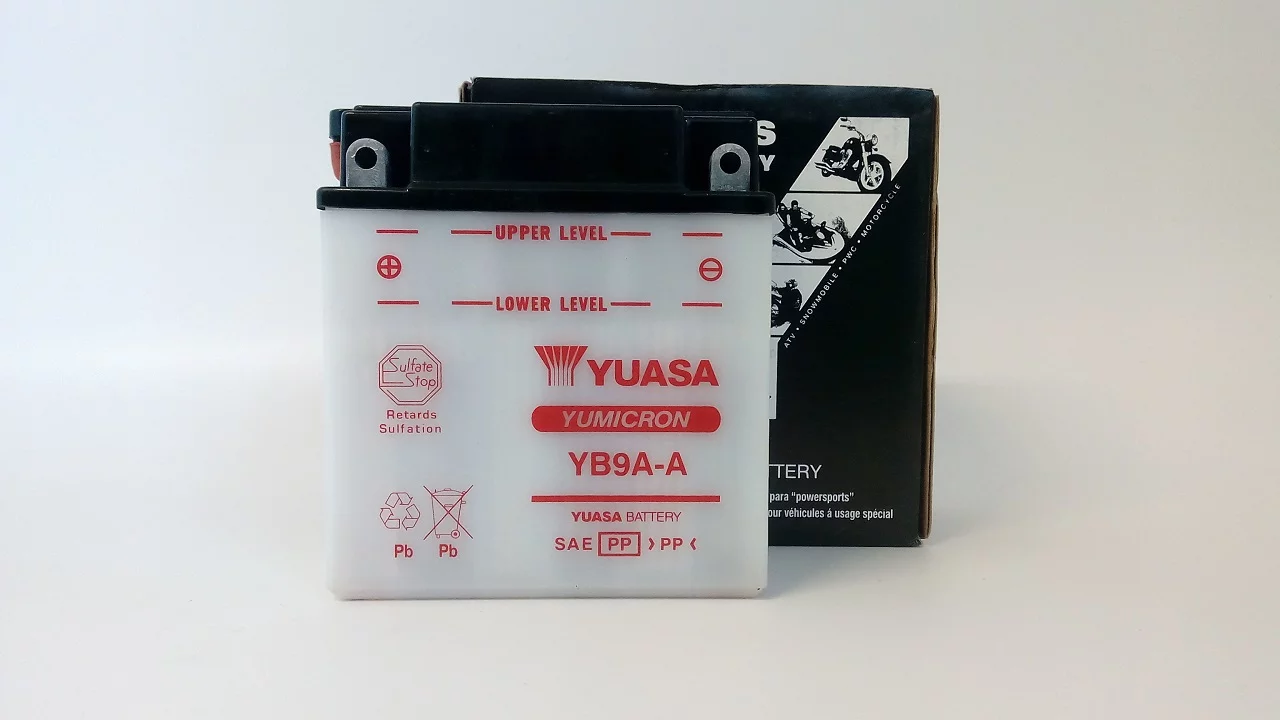 UPPER LEVEL
LOWER LEVEL
Sulfate
Stop
Retards
Sulfation
YUASA
YUMICRON
YB9A-A
YUASA BATTERY
SAE PP >PP<
Pb Pb
S
Y
ATV • SNOWMOBILE • PWC • MOTORCYCLE
TTERY
para "powersports"
our véhicules á usage spécial